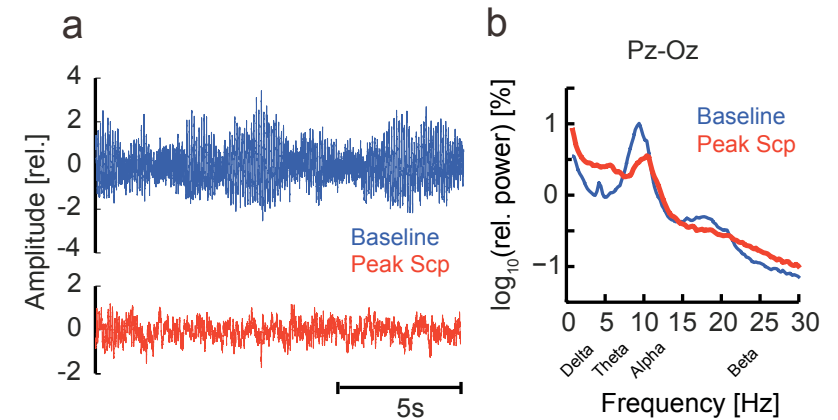 a
Amplitude [rel.]
4
2
0
-2
-4
Baseline
Peak Scp
2
0
-2
5s
b
Pz-Oz
log10(rel. power) [%]
1
0
−1
Baseline
Peak Scp
0 5 10 15 20 25 30
Delta Theta Alpha Beta
Frequency [Hz]